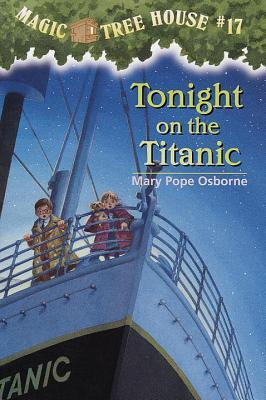 MAGIC TREE HOUSE #17
Tonight
on the
Titanic
Mary Pope Osborne
TANIC